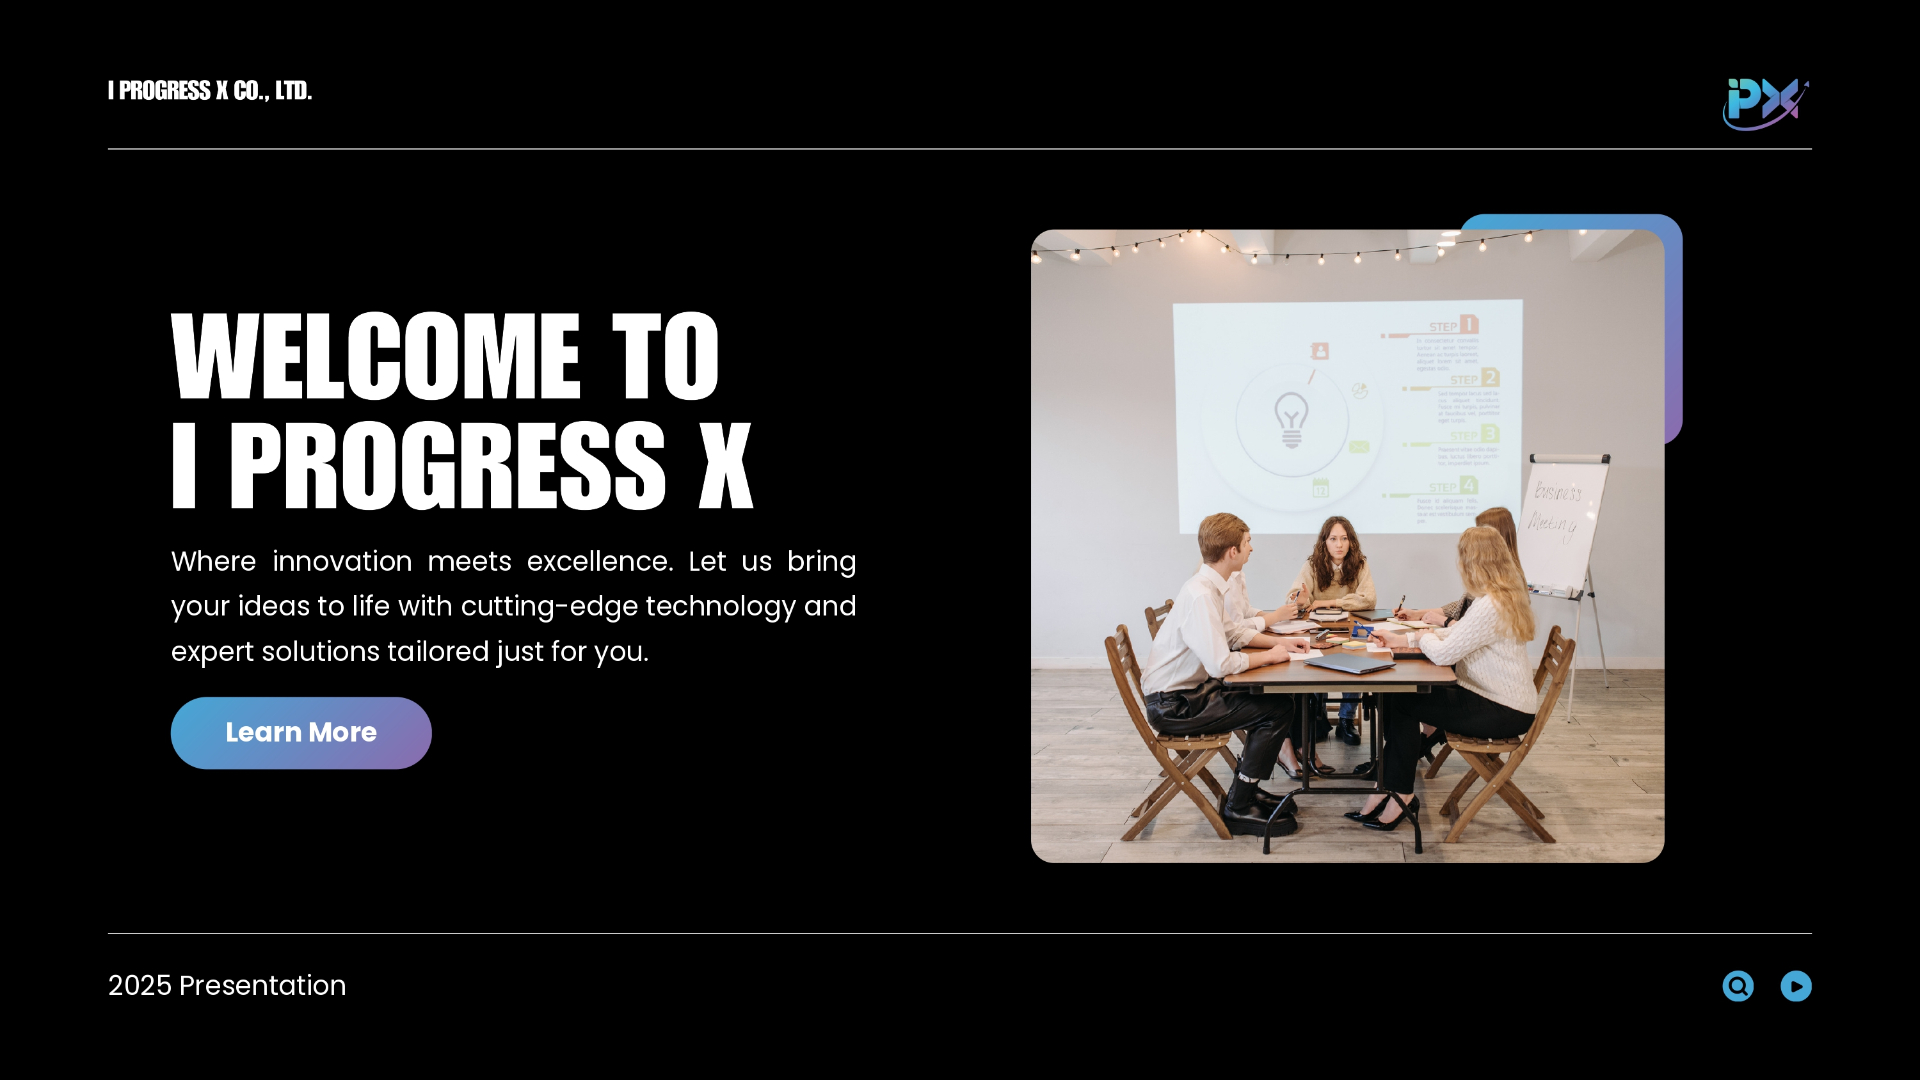 I PROGRESS X CO., LTD.
iPX
WELCOME TO
I PROGRESS X
Where innovation meets excellence. Let us bring
your ideas to life with cutting-edge technology and
expert solutions tailored just for you.
Learn More
STEP 1
STEP 2
STEP 3
STEP 4
12
Business
Meeting
2025 Presentation